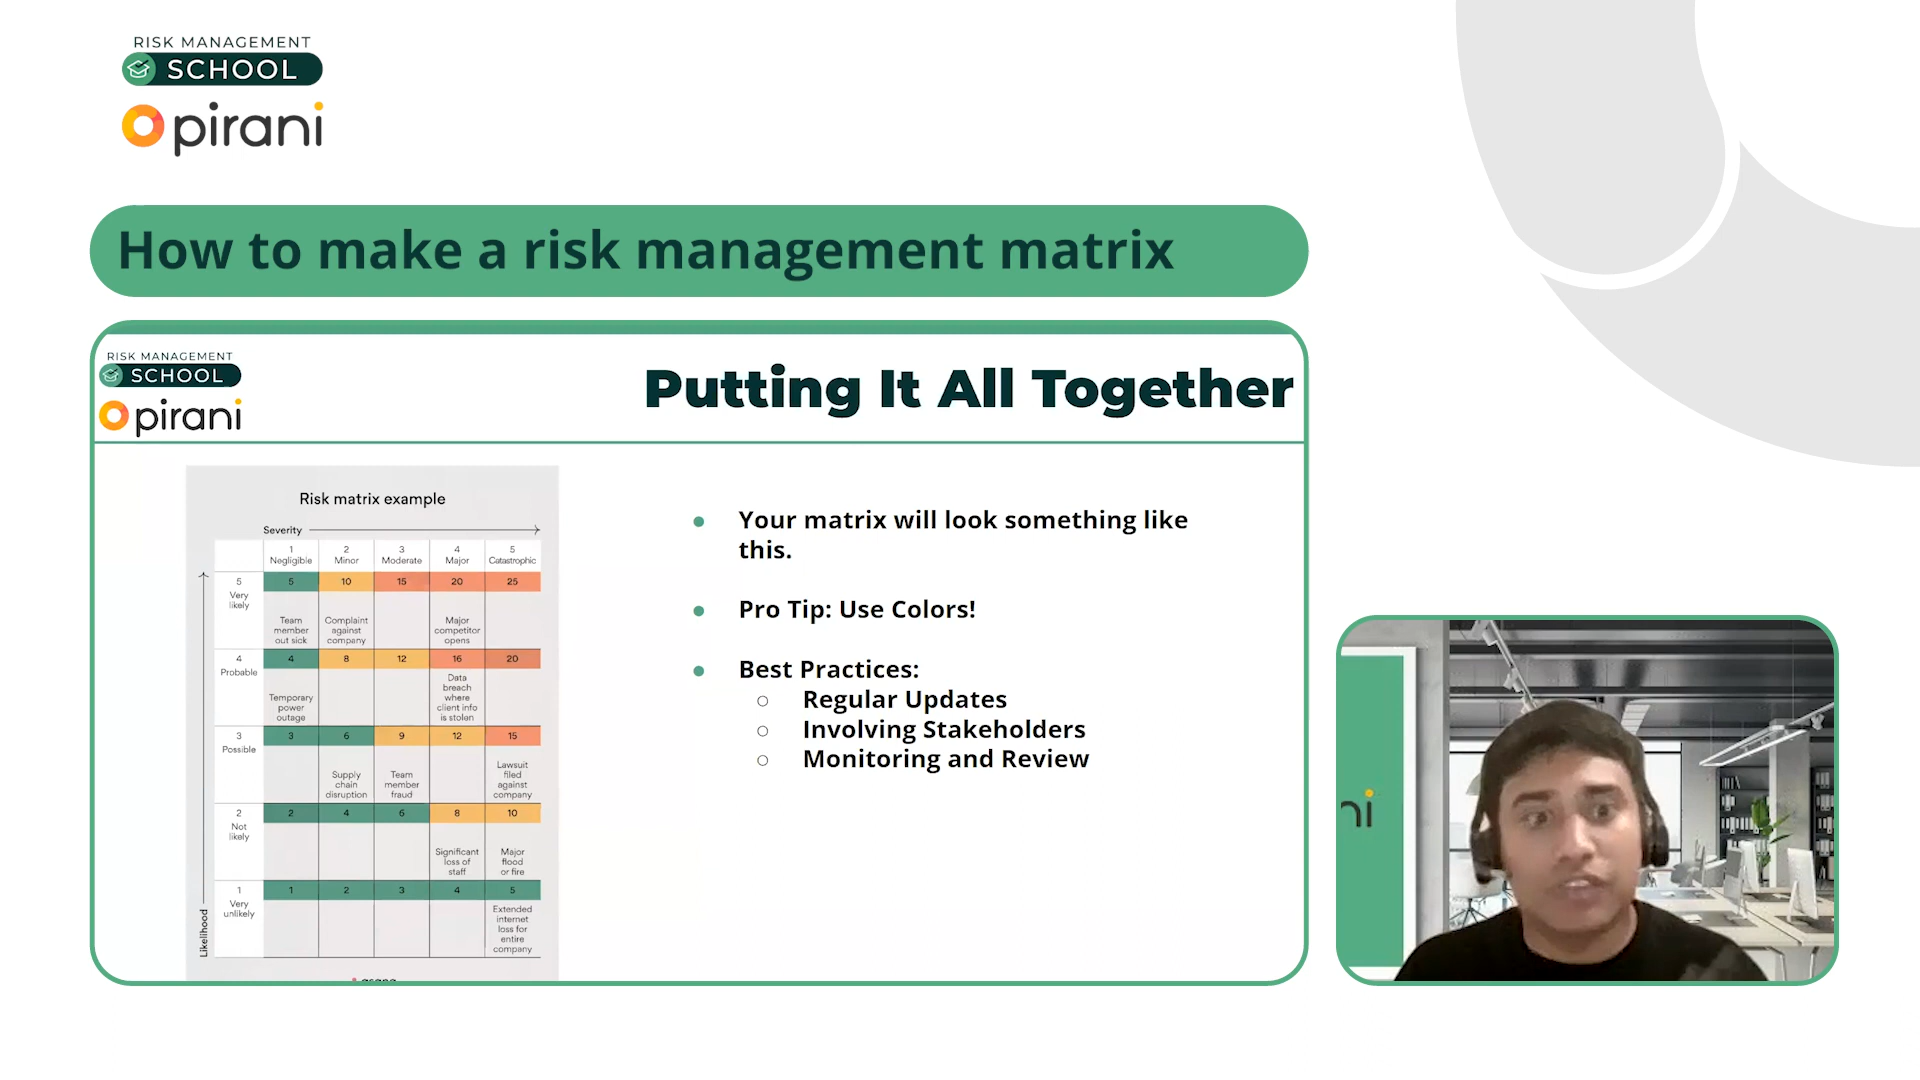 RISK MANAGEMENT
SCHOOL
pirani
How to make a risk management matrix
RISK MANAGEMENT
SCHOOL
pirani
Putting It All Together
Risk matrix example
Severity
1 2 3 4 5
Negligible Minor Moderate Major Catastrophic
5 5 10 15 20 25
Very
likely
Team
member
out sick
Complaint
against
company
Major
competitor
opens
4 4 8 12 16 20
Probable
Temporary
power
outage
Data
breach
where
client info
is stolen
3 3 6 9 12 15
Possible
Supply
chain
disruption
Team
member
fraud
Lawsuit
filed
against
company
2 2 4 6 8 10
Not
likely
Significant
loss of
staff
Major
flood
or fire
1 1 2 3 4 5
Very
unlikely
Extended
internet
loss for
entire
company
Likelihood
Your matrix will look something like
this.
Pro Tip: Use Colors!
Best Practices:
Regular Updates
Involving Stakeholders
Monitoring and Review
ni